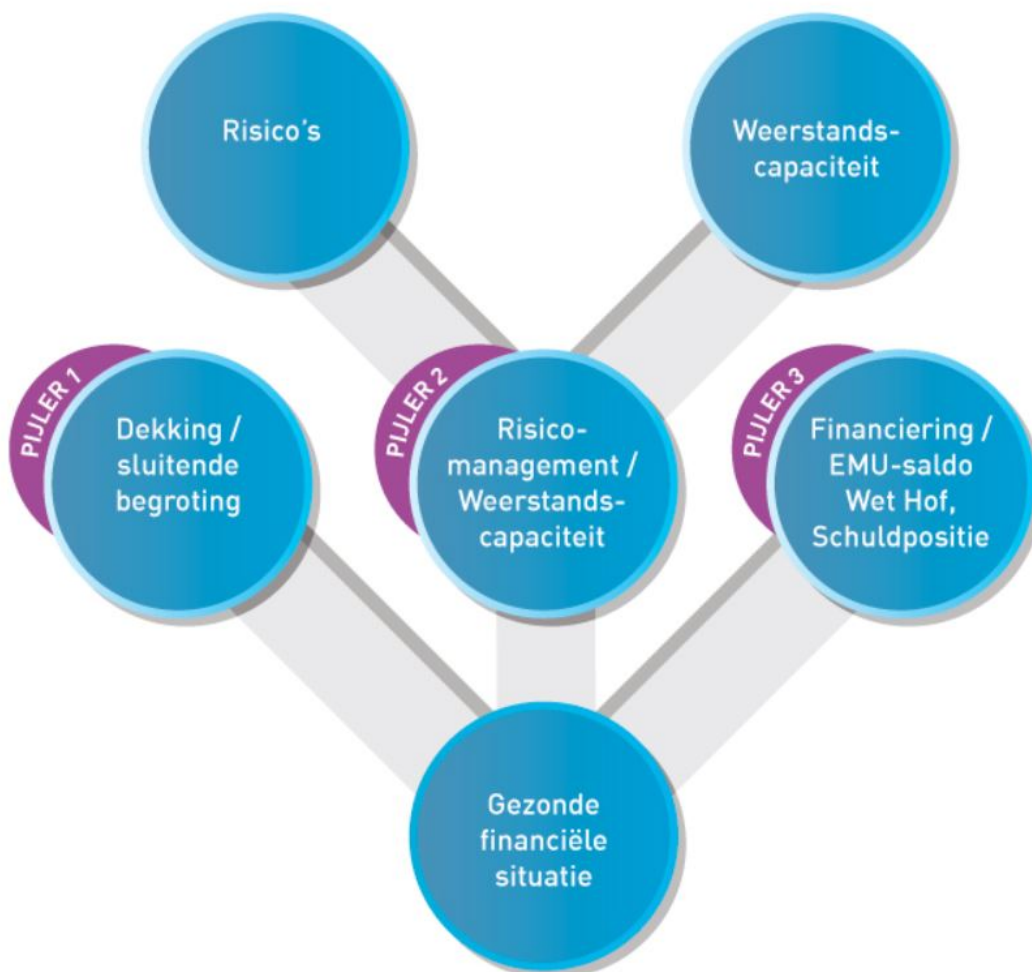 Risico's
Weerstands-
capaciteit
PIJLER 1
Dekking /
sluitende
begroting
PIJLER 2
Risico-
management /
Weerstands-
capaciteit
PIJLER 3
Financiering /
EMU-saldo
Wet Hof,
Schuldpositie
Gezonde
financiële
situatie